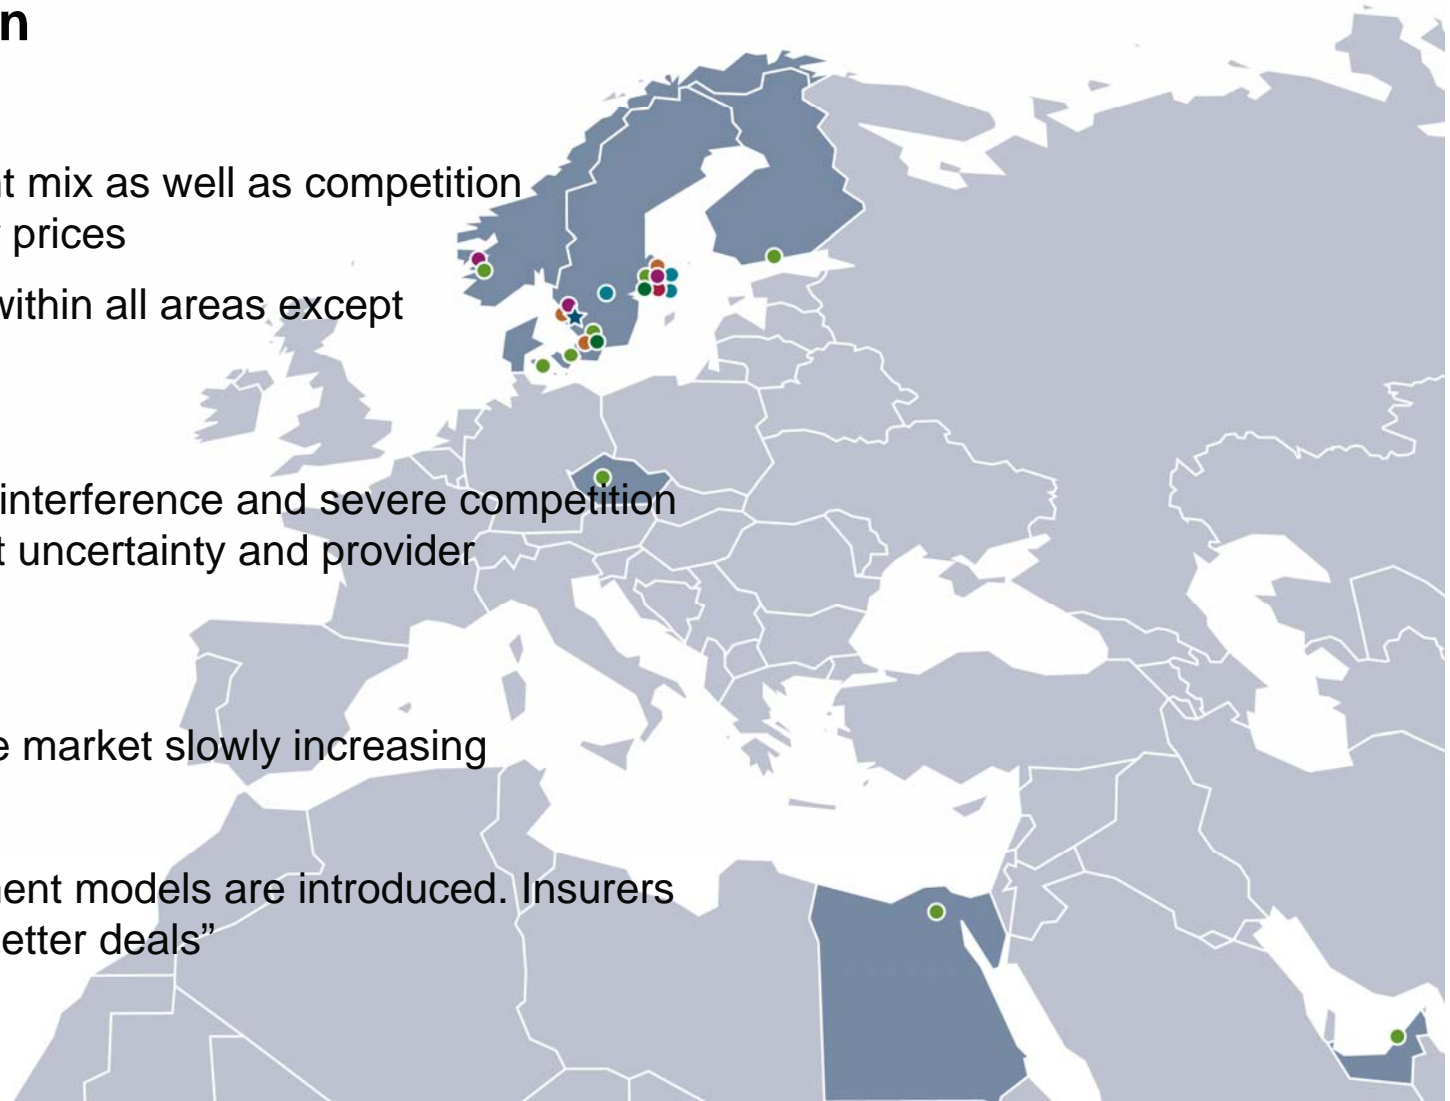 n
t mix as well as competition
prices
within all areas except
interference and severe competition
t uncertainty and provider
e market slowly increasing
nent models are introduced. Insurers
etter deals”